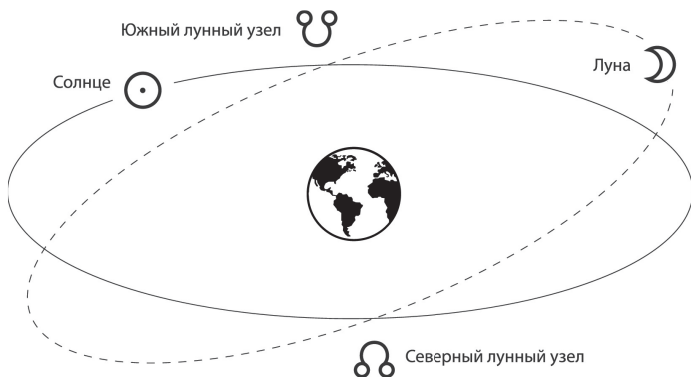 Южный лунный узел
Солнце
Луна
Северный лунный узел